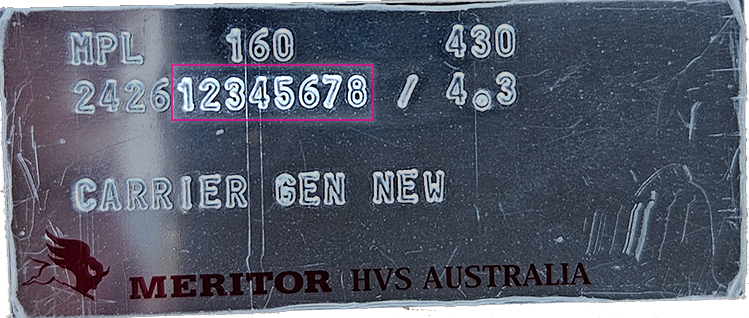 MPL 160 430
242612345678 / 4.3
CARRIER GEN NEW
MERITOR HVS AUSTRALIA